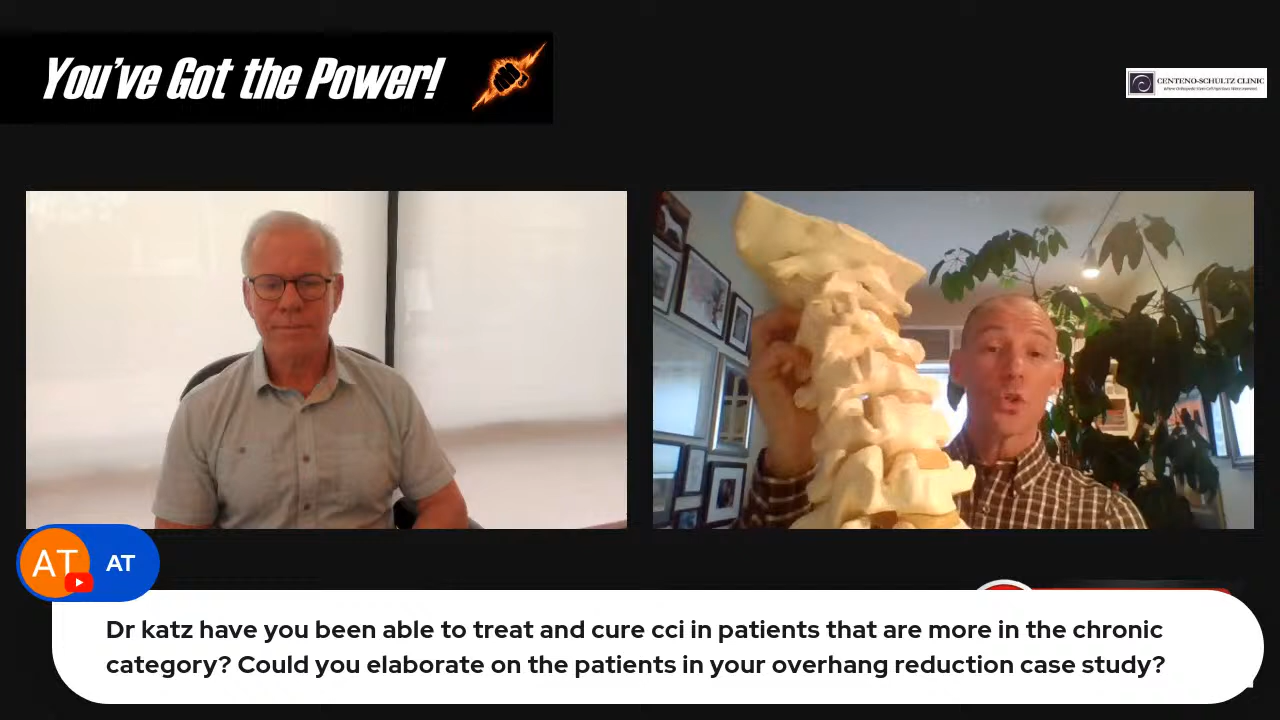 You've Got the Power!
CENTENO-SCHULTZ CLINIC
AT
AT
Dr katz have you been able to treat and cure cci in patients that are more in the chronic
category? Could you elaborate on the patients in your overhang reduction case study?